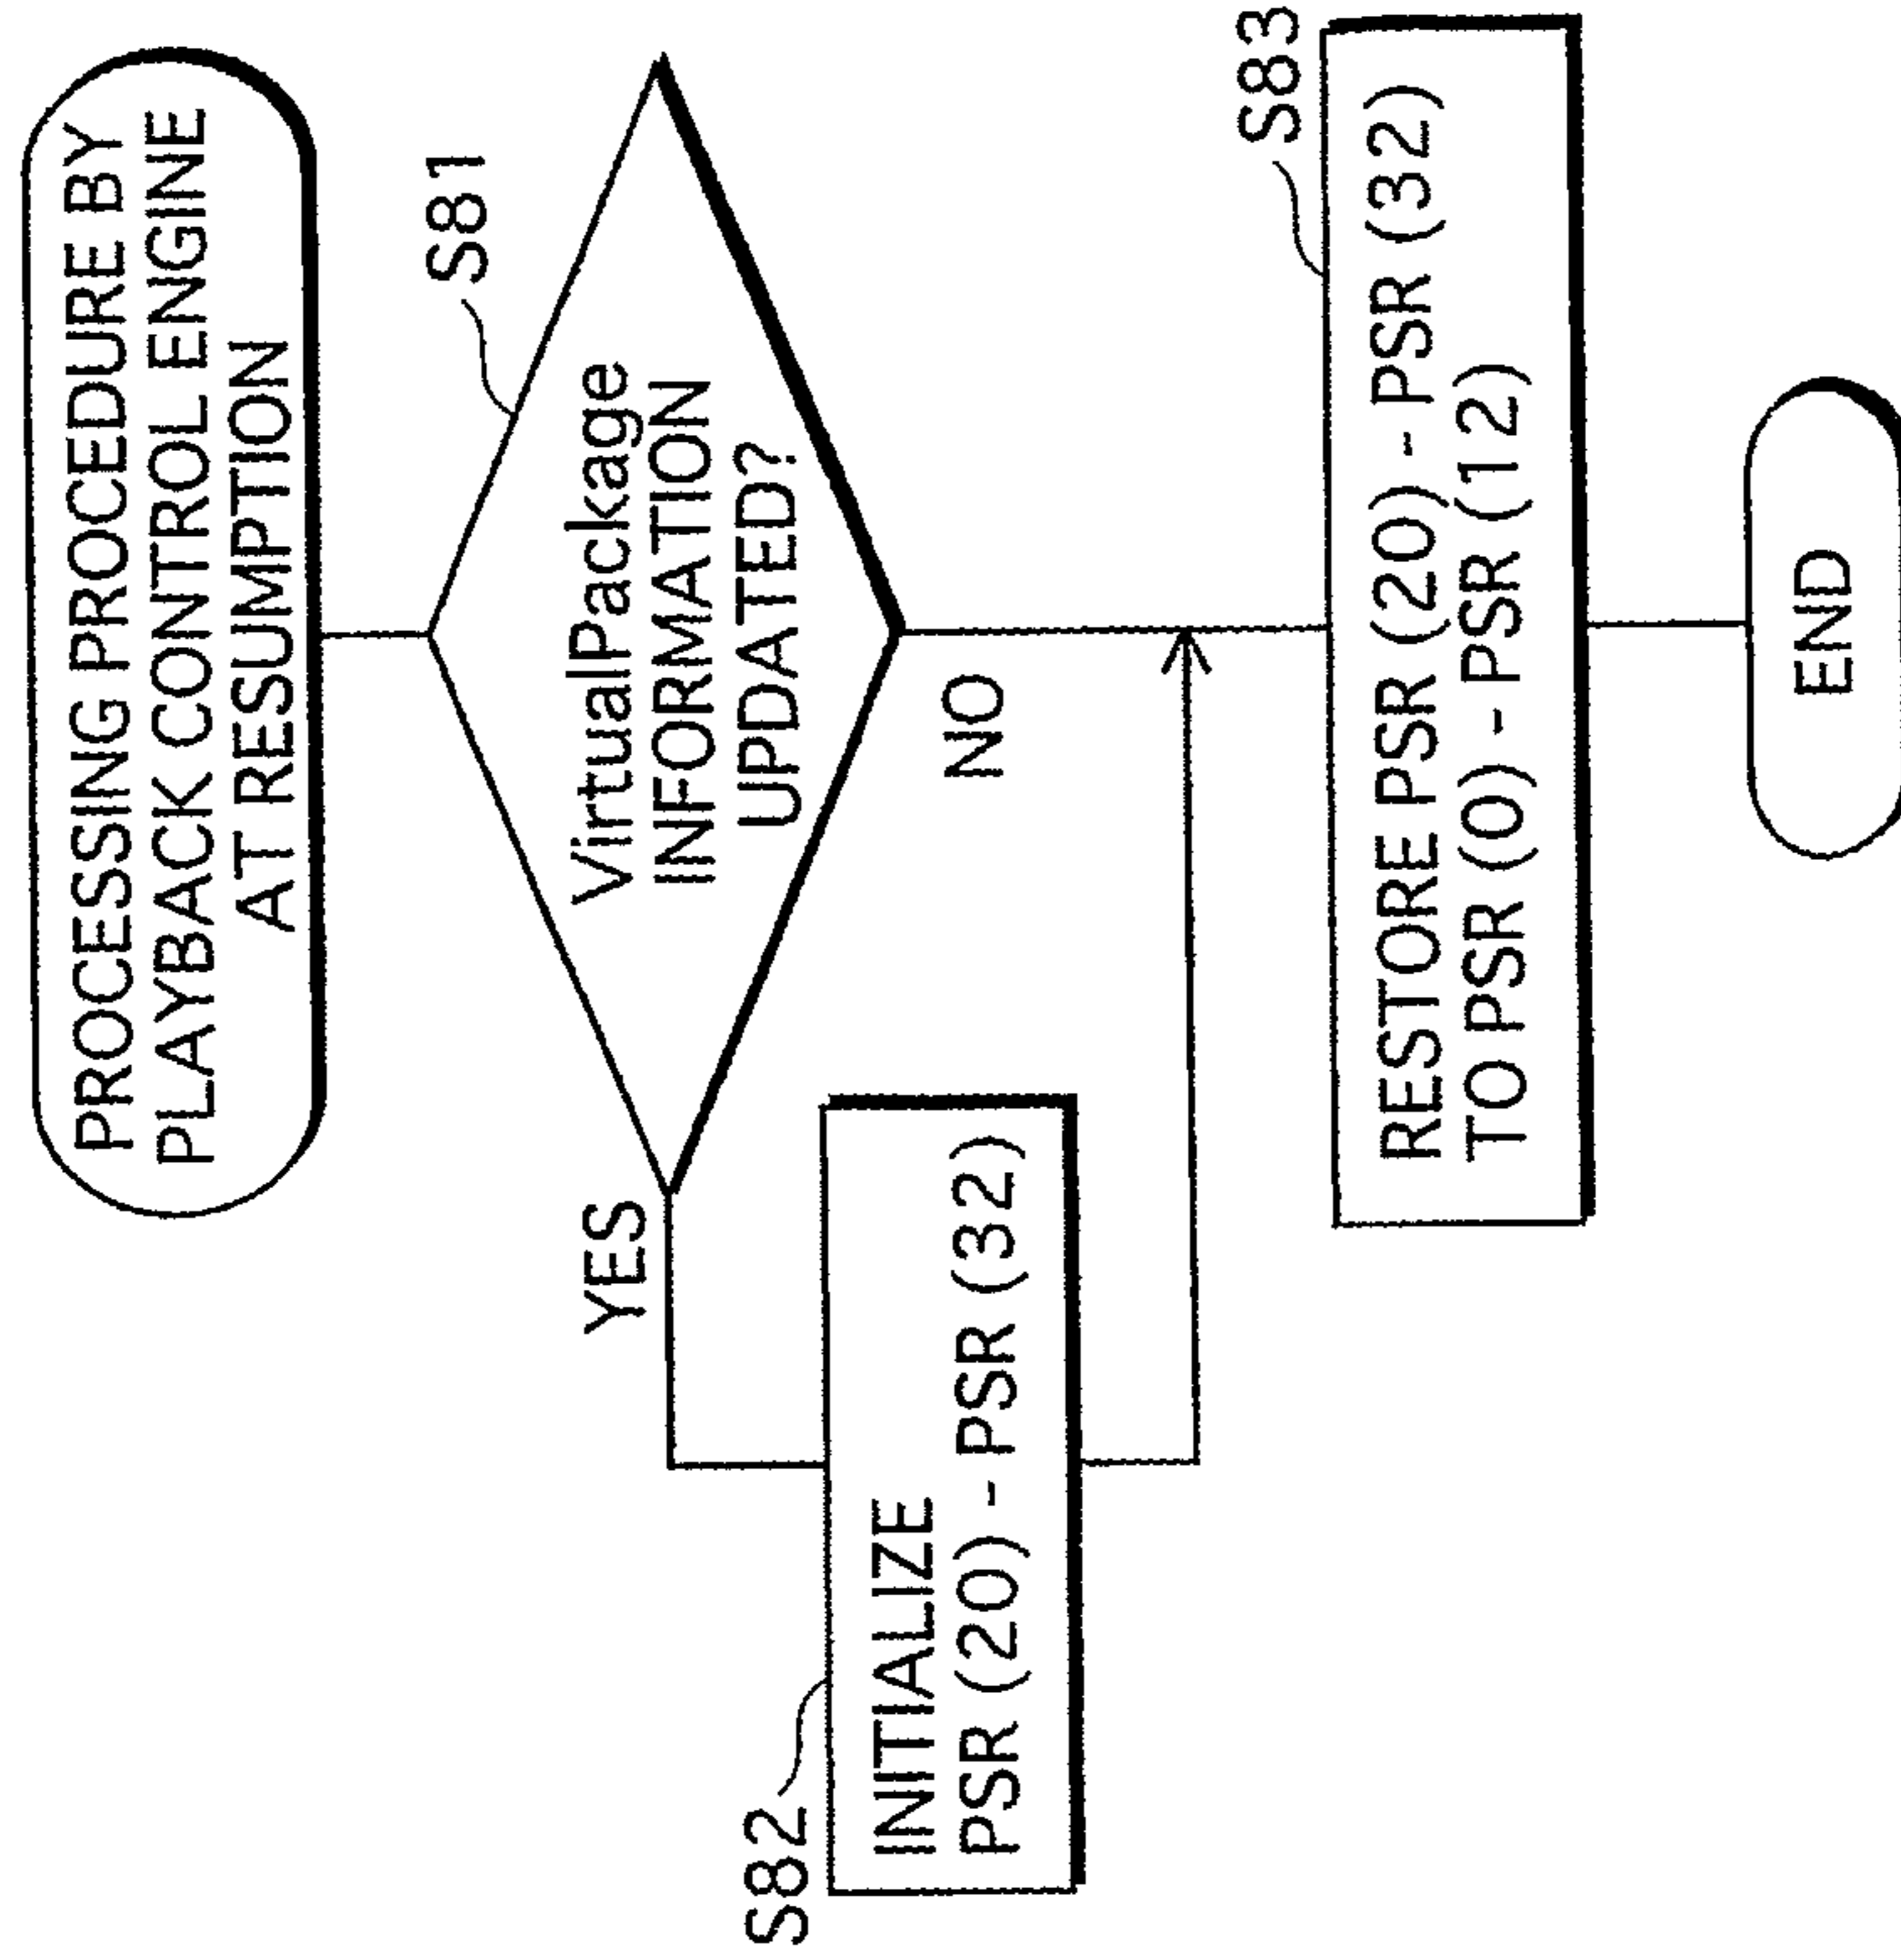 PROCESSING PROCEDURE BY
PLAYBACK CONTROL ENGINE
AT RESUMPTION
S81
VirtualPackage
INFORMATION
UPDATED?
YES
NO
S82
INITIALIZE
PSR (20) - PSR (32)
S83
RESTORE PSR (20) - PSR (32)
TO PSR (0) - PSR (12)
END